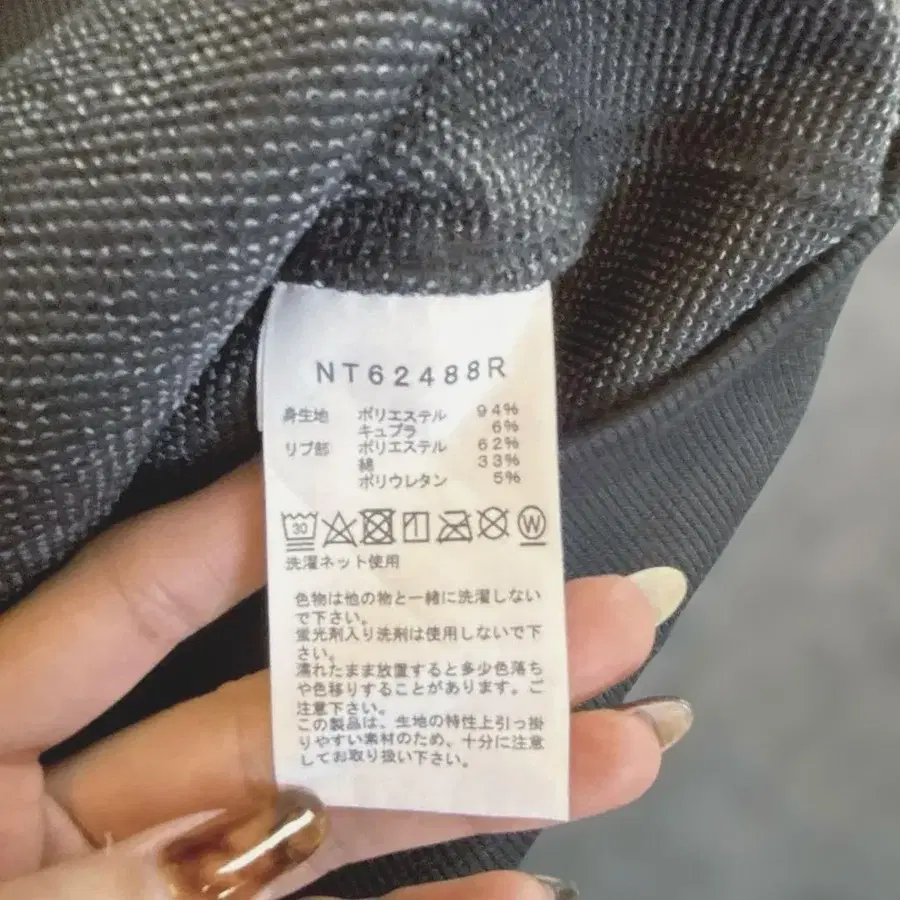 NT62488R
身生地 ポリエステル 94%
キュプラ 6%
リブ部 ポリエステル 62%
綿 33%
ポリウレタン 5%
30 W
洗濯ネット使用
色物は他の物と一緒に洗濯しない
で下さい。
蛍光剤入り洗剤は使用しないで下
さい。
濡れたまま放置すると多少色落ち
や色移りすることがあります。ご
注意下さい。
この製品は、生地の特性上引っ掛
りやすい素材のため、十分に注意
してお取り扱い下さい。